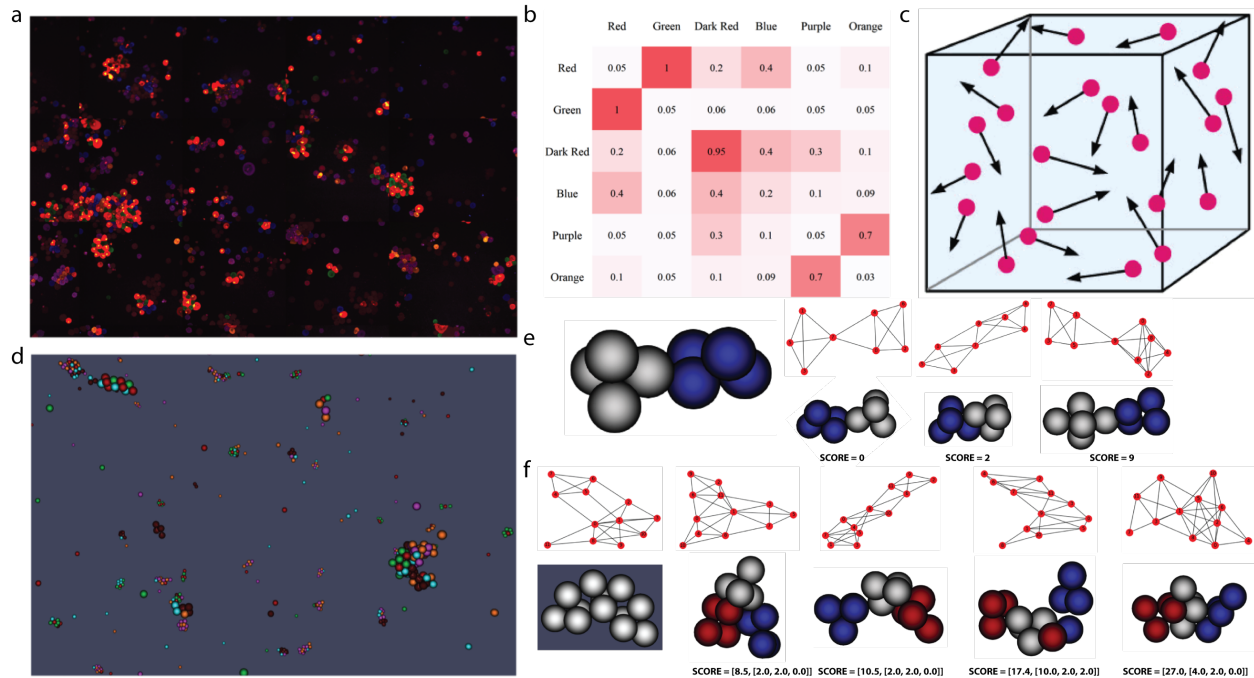 a
b
c
Red Green Dark Red Blue Purple Orange
Red 0.05 1 0.2 0.4 0.05 0.1
Green 1 0.05 0.06 0.06 0.05 0.05
Dark Red 0.2 0.06 0.95 0.4 0.3 0.1
Blue 0.4 0.06 0.4 0.2 0.1 0.09
Purple 0.05 0.05 0.3 0.1 0.05 0.7
Orange 0.1 0.05 0.1 0.09 0.7 0.03
d
e
SCORE = 0
SCORE = 2
SCORE = 9
f
SCORE = [8.5, [2.0, 2.0, 0.0]]
SCORE = [10.5, [2.0, 2.0, 0.0]]
SCORE = [17.4, [10.0, 2.0, 2.0]]
SCORE = [27.0, [4.0, 2.0, 0.0]]